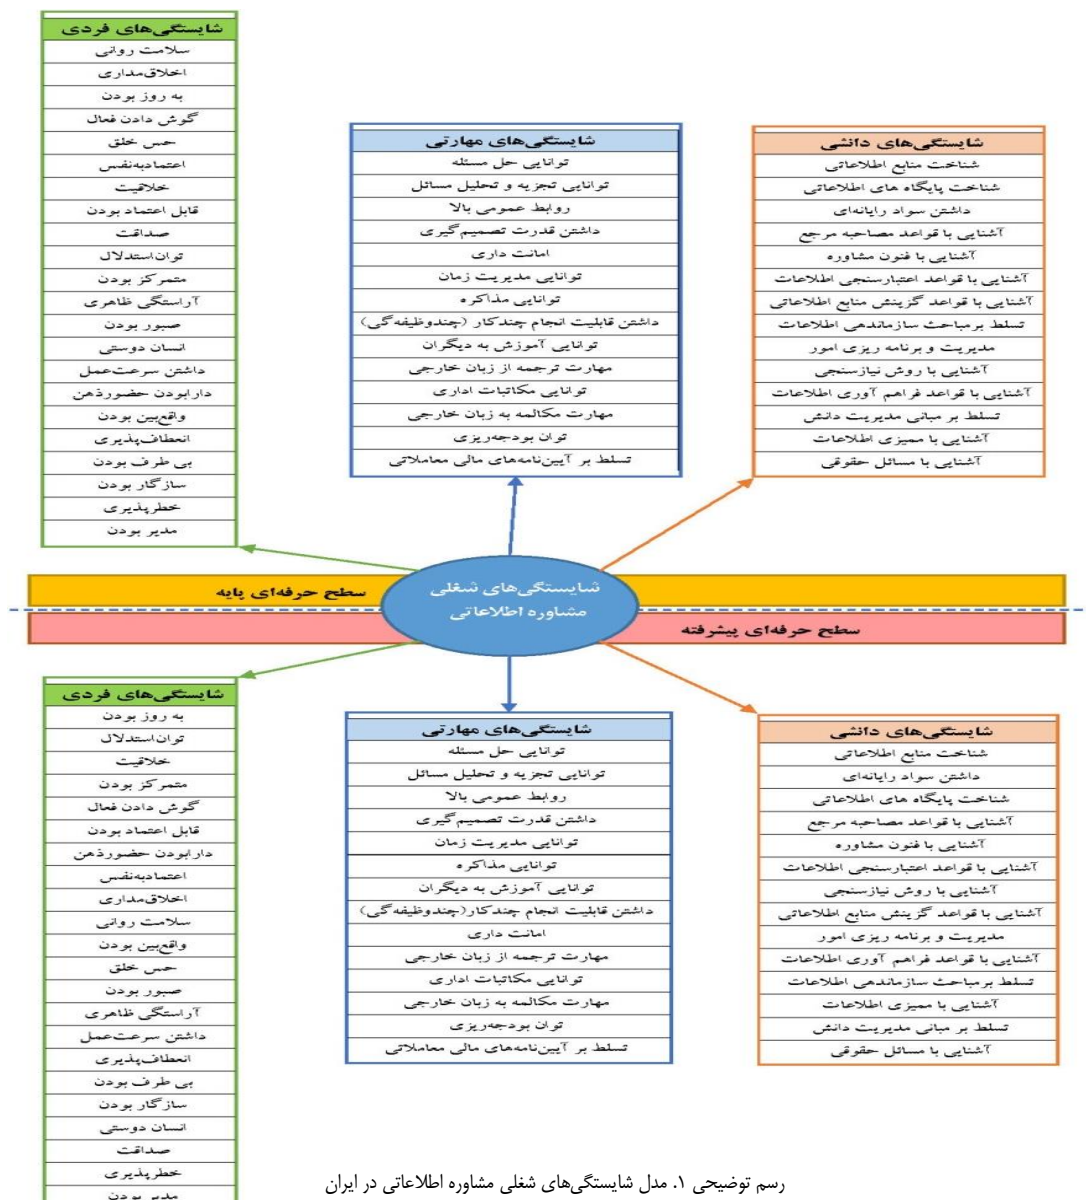 شایستگی‌های فردی
سلامت روانی
اخلاق‌مداری
به روز بودن
گوش دادن فعال
حس خلق
اعتمادبه‌نفس
خلاقیت
قابل اعتماد بودن
صداقت
توان‌استدلال
متمرکز بودن
آراستگی ظاهری
صبور بودن
انسان دوستی
داشتن سرعت‌عمل
دارابودن حضورذهن
واقع‌بین بودن
انعطاف‌پذیری
بی طرف بودن
سازگار بودن
خطرپذیری
مدیر بودن
شایستگی‌های مهارتی
توانایی حل مسئله
توانایی تجزیه و تحلیل مسائل
روابط عمومی بالا
داشتن قدرت تصمیم‌گیری
امانت داری
توانایی مدیریت زمان
توانایی مذاکره
داشتن قابلیت انجام چندکار (چندوظیفه‌گی)
توانایی آموزش به دیگران
مهارت ترجمه از زبان خارجی
توانایی مکاتبات اداری
مهارت مکالمه به زبان خارجی
توان بودجه‌ریزی
تسلط بر آیین‌نامه‌های مالی معاملاتی
شایستگی‌های دانشی
شناخت منابع اطلاعاتی
شناخت پایگاه های اطلاعاتی
داشتن سواد رایانه‌ای
آشنایی با قواعد مصاحبه مرجع
آشنایی با فنون مشاوره
آشنایی با قواعد اعتبارسنجی اطلاعات
آشنایی با قواعد گزینش منابع اطلاعاتی
تسلط برمباحث سازماندهی اطلاعات
مدیریت و برنامه ریزی امور
آشنایی با روش نیازسنجی
آشنایی با قواعد فراهم آوری اطلاعات
تسلط بر مبانی مدیریت دانش
آشنایی با ممیزی اطلاعات
آشنایی با مسائل حقوقی
شایستگی‌های شغلی
مشاوره اطلاعاتی
سطح حرفه‌ای پایه
سطح حرفه‌ای پیشرفته
شایستگی‌های فردی
به روز بودن
توان‌استدلال
خلاقیت
متمرکز بودن
گوش دادن فعال
قابل اعتماد بودن
دارابودن حضورذهن
اعتمادبه‌نفس
اخلاق‌مداری
سلامت روانی
واقع‌بین بودن
حس خلق
صبور بودن
آراستگی ظاهری
داشتن سرعت‌عمل
انعطاف‌پذیری
بی طرف بودن
سازگار بودن
انسان دوستی
صداقت
خطرپذیری
مدیر بودن
شایستگی‌های مهارتی
توانایی حل مسئله
توانایی تجزیه و تحلیل مسائل
روابط عمومی بالا
داشتن قدرت تصمیم‌گیری
توانایی مدیریت زمان
توانایی مذاکره
توانایی آموزش به دیگران
داشتن قابلیت انجام چندکار(چندوظیفه‌گی)
امانت داری
مهارت ترجمه از زبان خارجی
توانایی مکاتبات اداری
مهارت مکالمه به زبان خارجی
توان بودجه‌ریزی
تسلط بر آیین‌نامه‌های مالی معاملاتی
شایستگی‌های دانشی
شناخت منابع اطلاعاتی
داشتن سواد رایانه‌ای
شناخت پایگاه های اطلاعاتی
آشنایی با قواعد مصاحبه مرجع
آشنایی با فنون مشاوره
آشنایی با قواعد اعتبارسنجی اطلاعات
آشنایی با روش نیازسنجی
آشنایی با قواعد گزینش منابع اطلاعاتی
مدیریت و برنامه ریزی امور
آشنایی با قواعد فراهم آوری اطلاعات
تسلط برمباحث سازماندهی اطلاعات
آشنایی با ممیزی اطلاعات
تسلط بر مبانی مدیریت دانش
آشنایی با مسائل حقوقی
رسم توضیحی ۱. مدل شایستگی‌های شغلی مشاوره اطلاعاتی در ایران